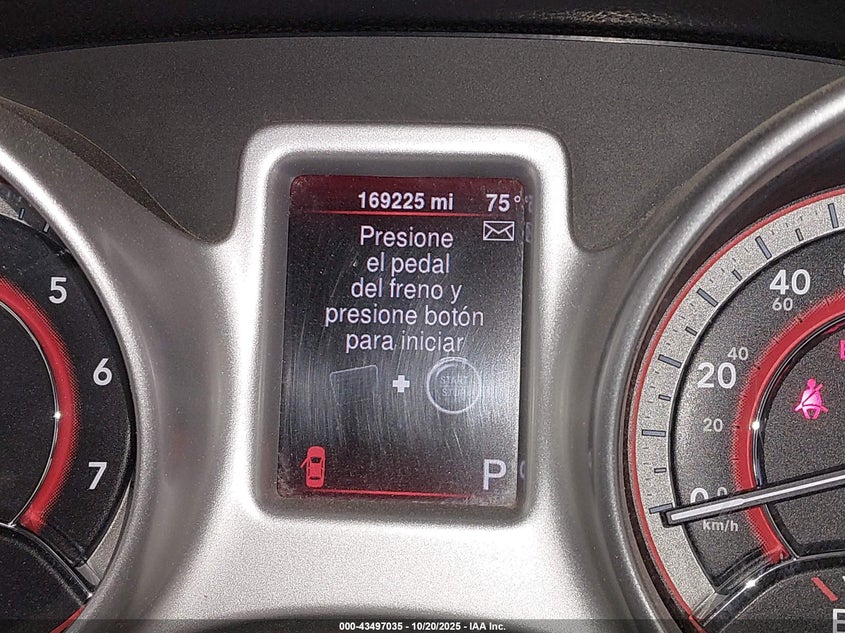 169225 mi 75°
Presione
el pedal
del freno y
presione botón
para iniciar
START
STOP
P
5
6
7
40
60
40
20
20
0
0
km/h
000-43497035 - 10/20/2025 - IAA Inc.